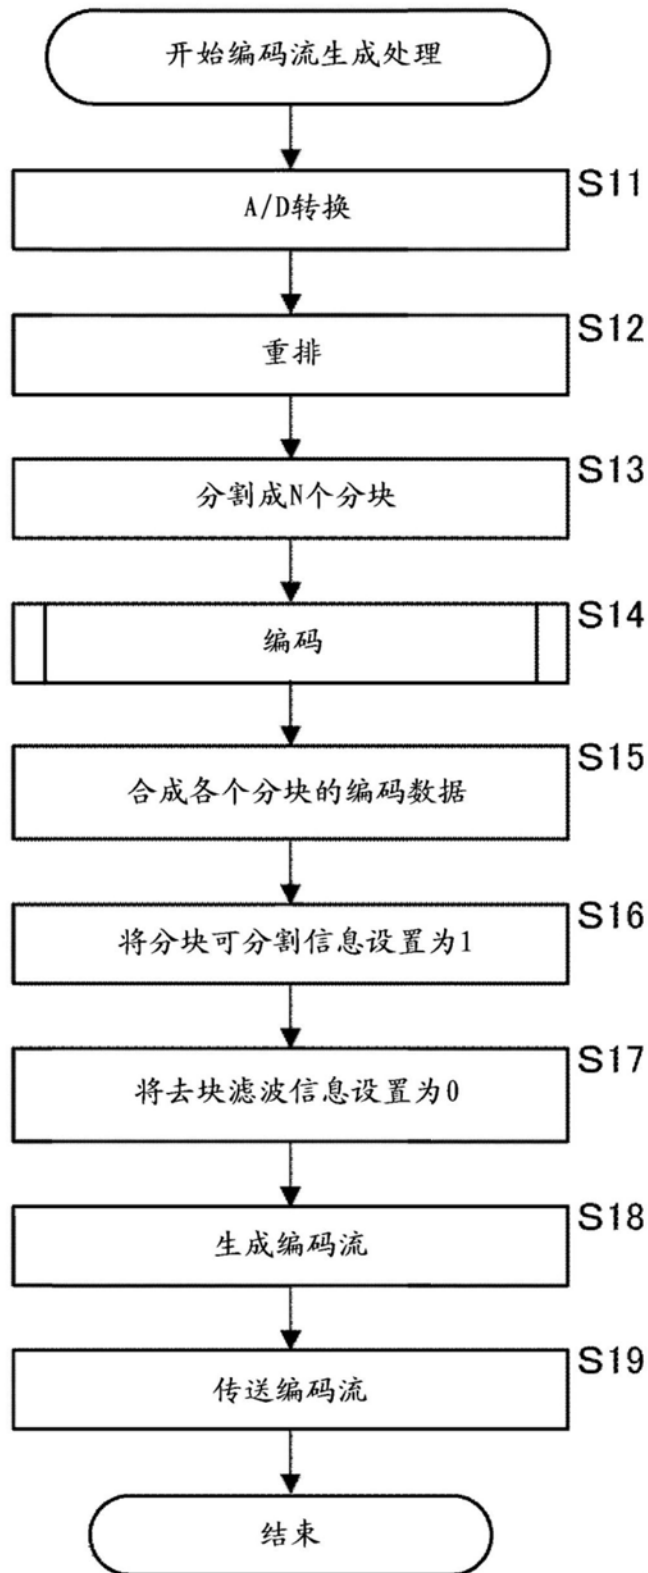 开始编码流生成处理
S11
A/D转换
S12
重排
S13
分割成N个分块
S14
编码
S15
合成各个分块的编码数据
S16
将分块可分割信息设置为1
S17
将去块滤波信息设置为0
S18
生成编码流
S19
传送编码流
结束